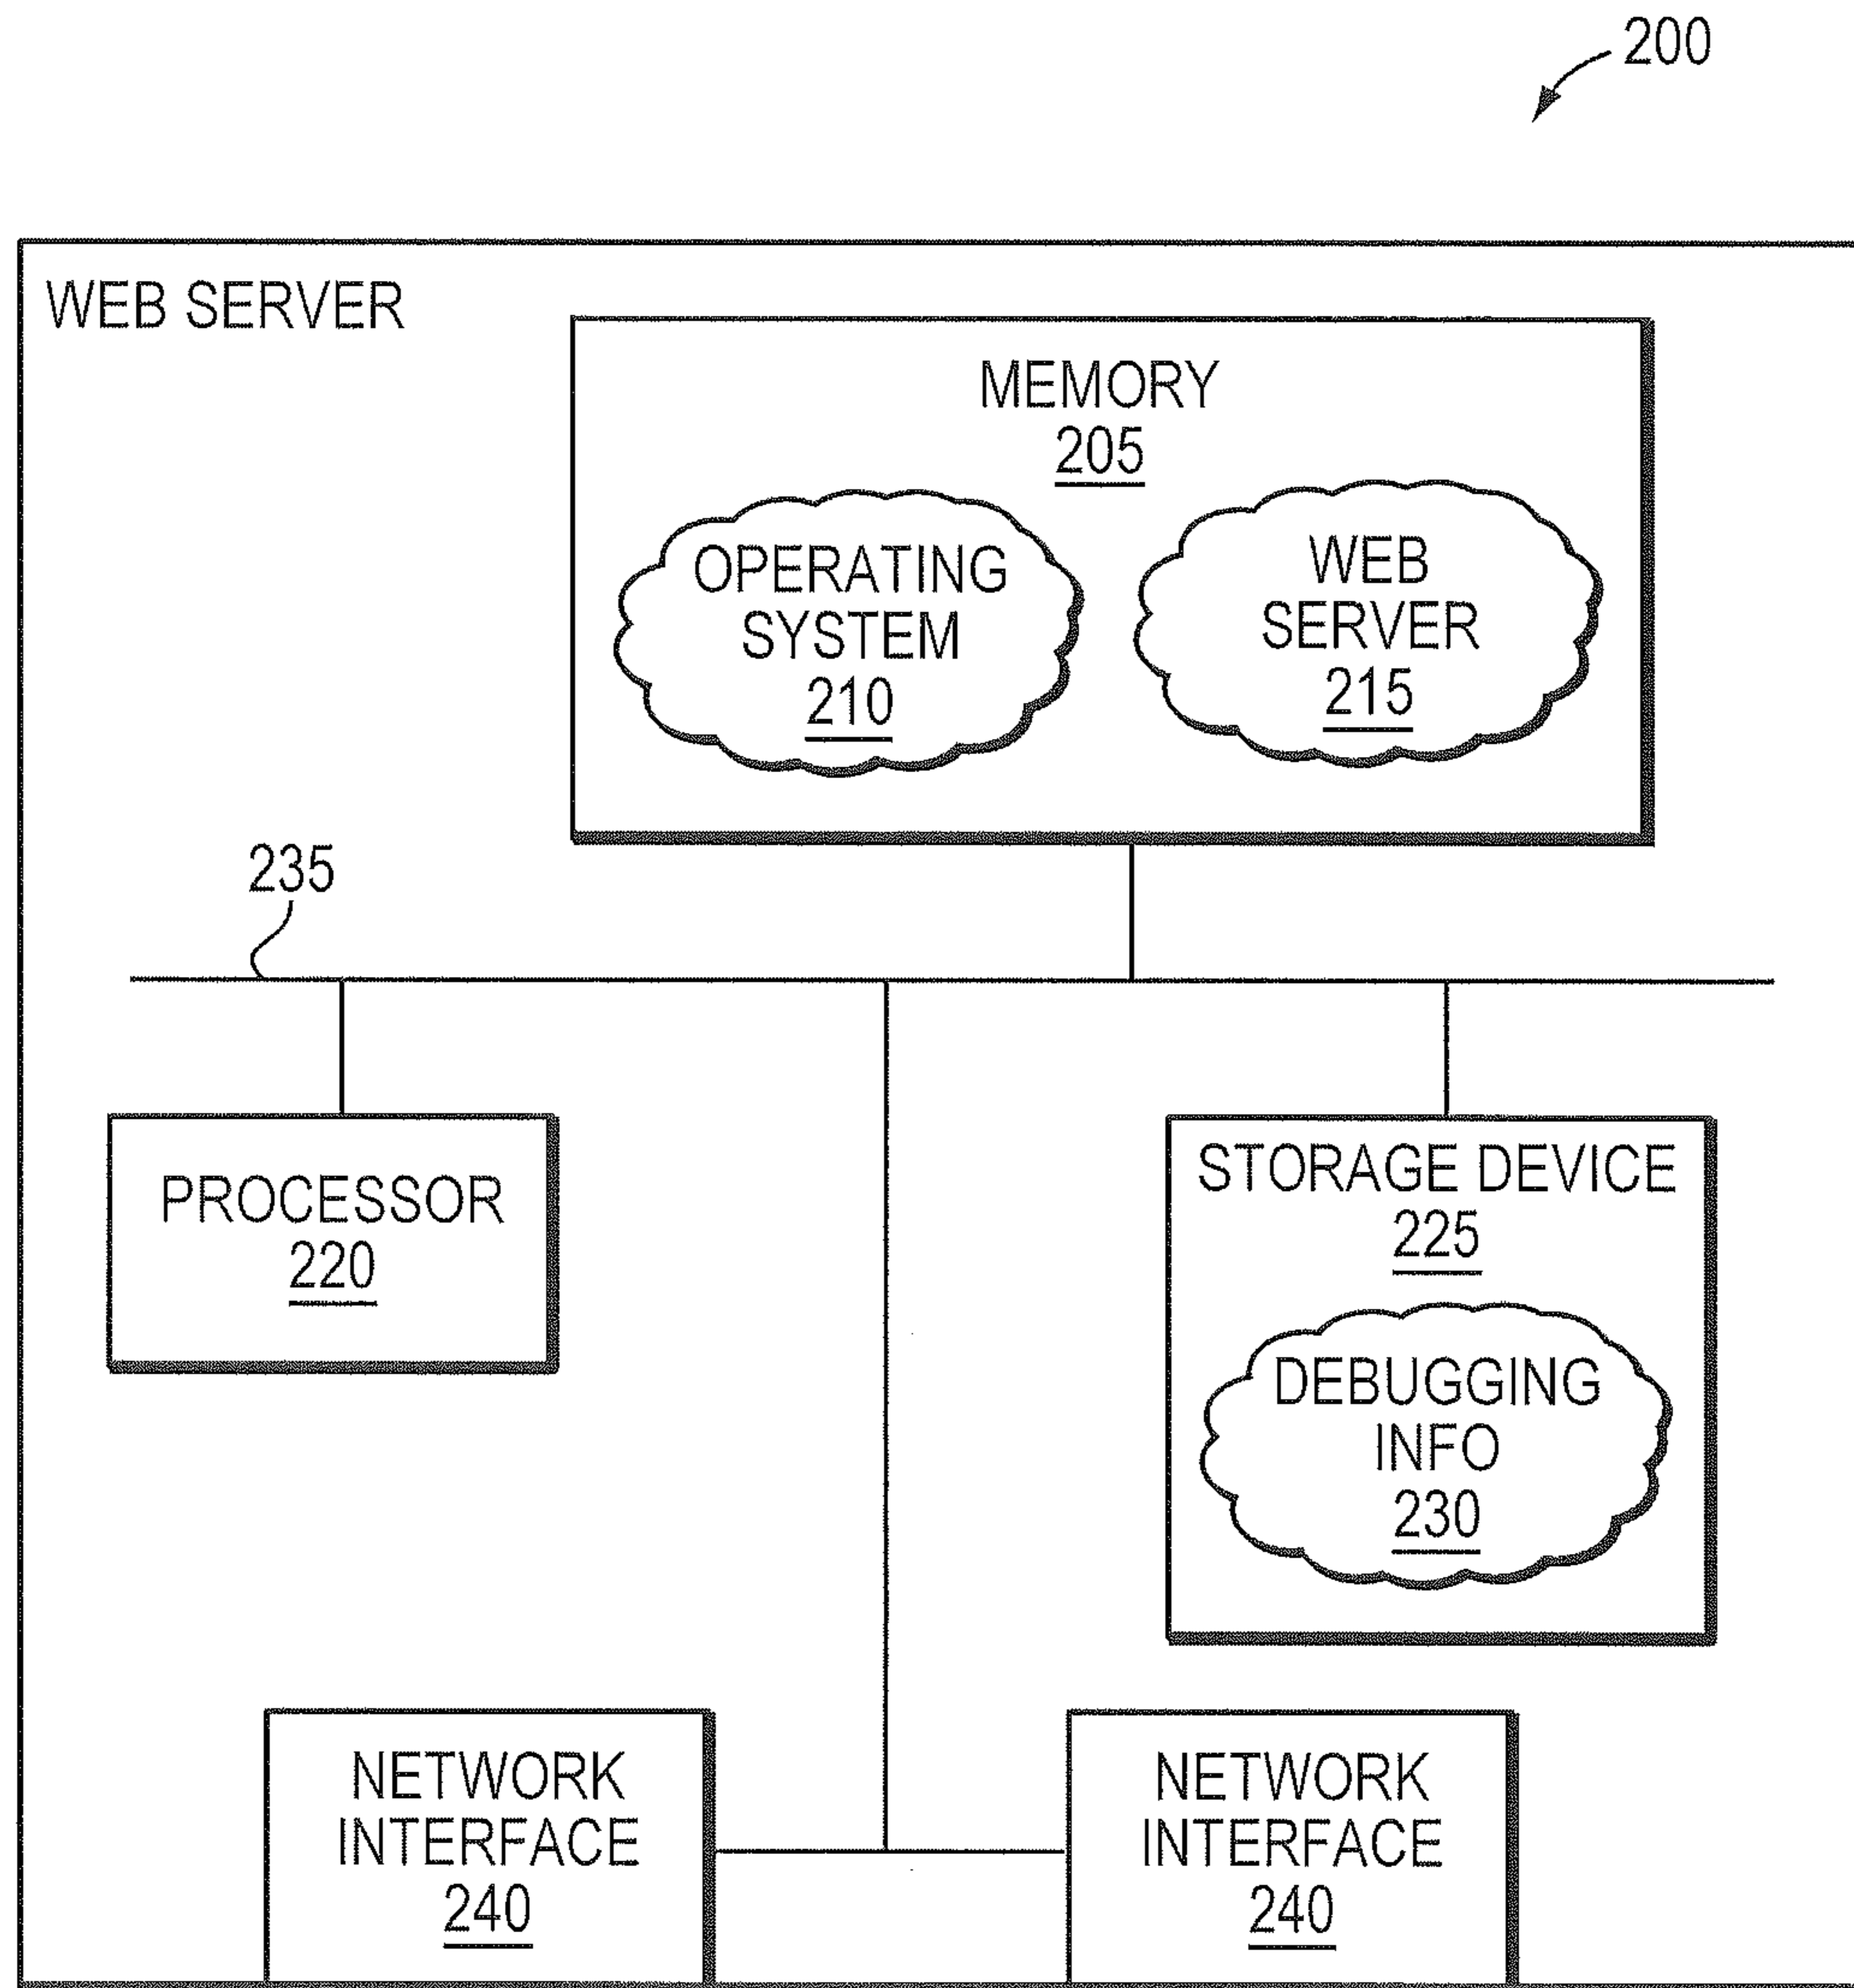 200
WEB SERVER
MEMORY
205
OPERATING
SYSTEM
210
WEB
SERVER
215
235
PROCESSOR
220
STORAGE DEVICE
225
DEBUGGING
INFO
230
NETWORK
INTERFACE
240
NETWORK
INTERFACE
240